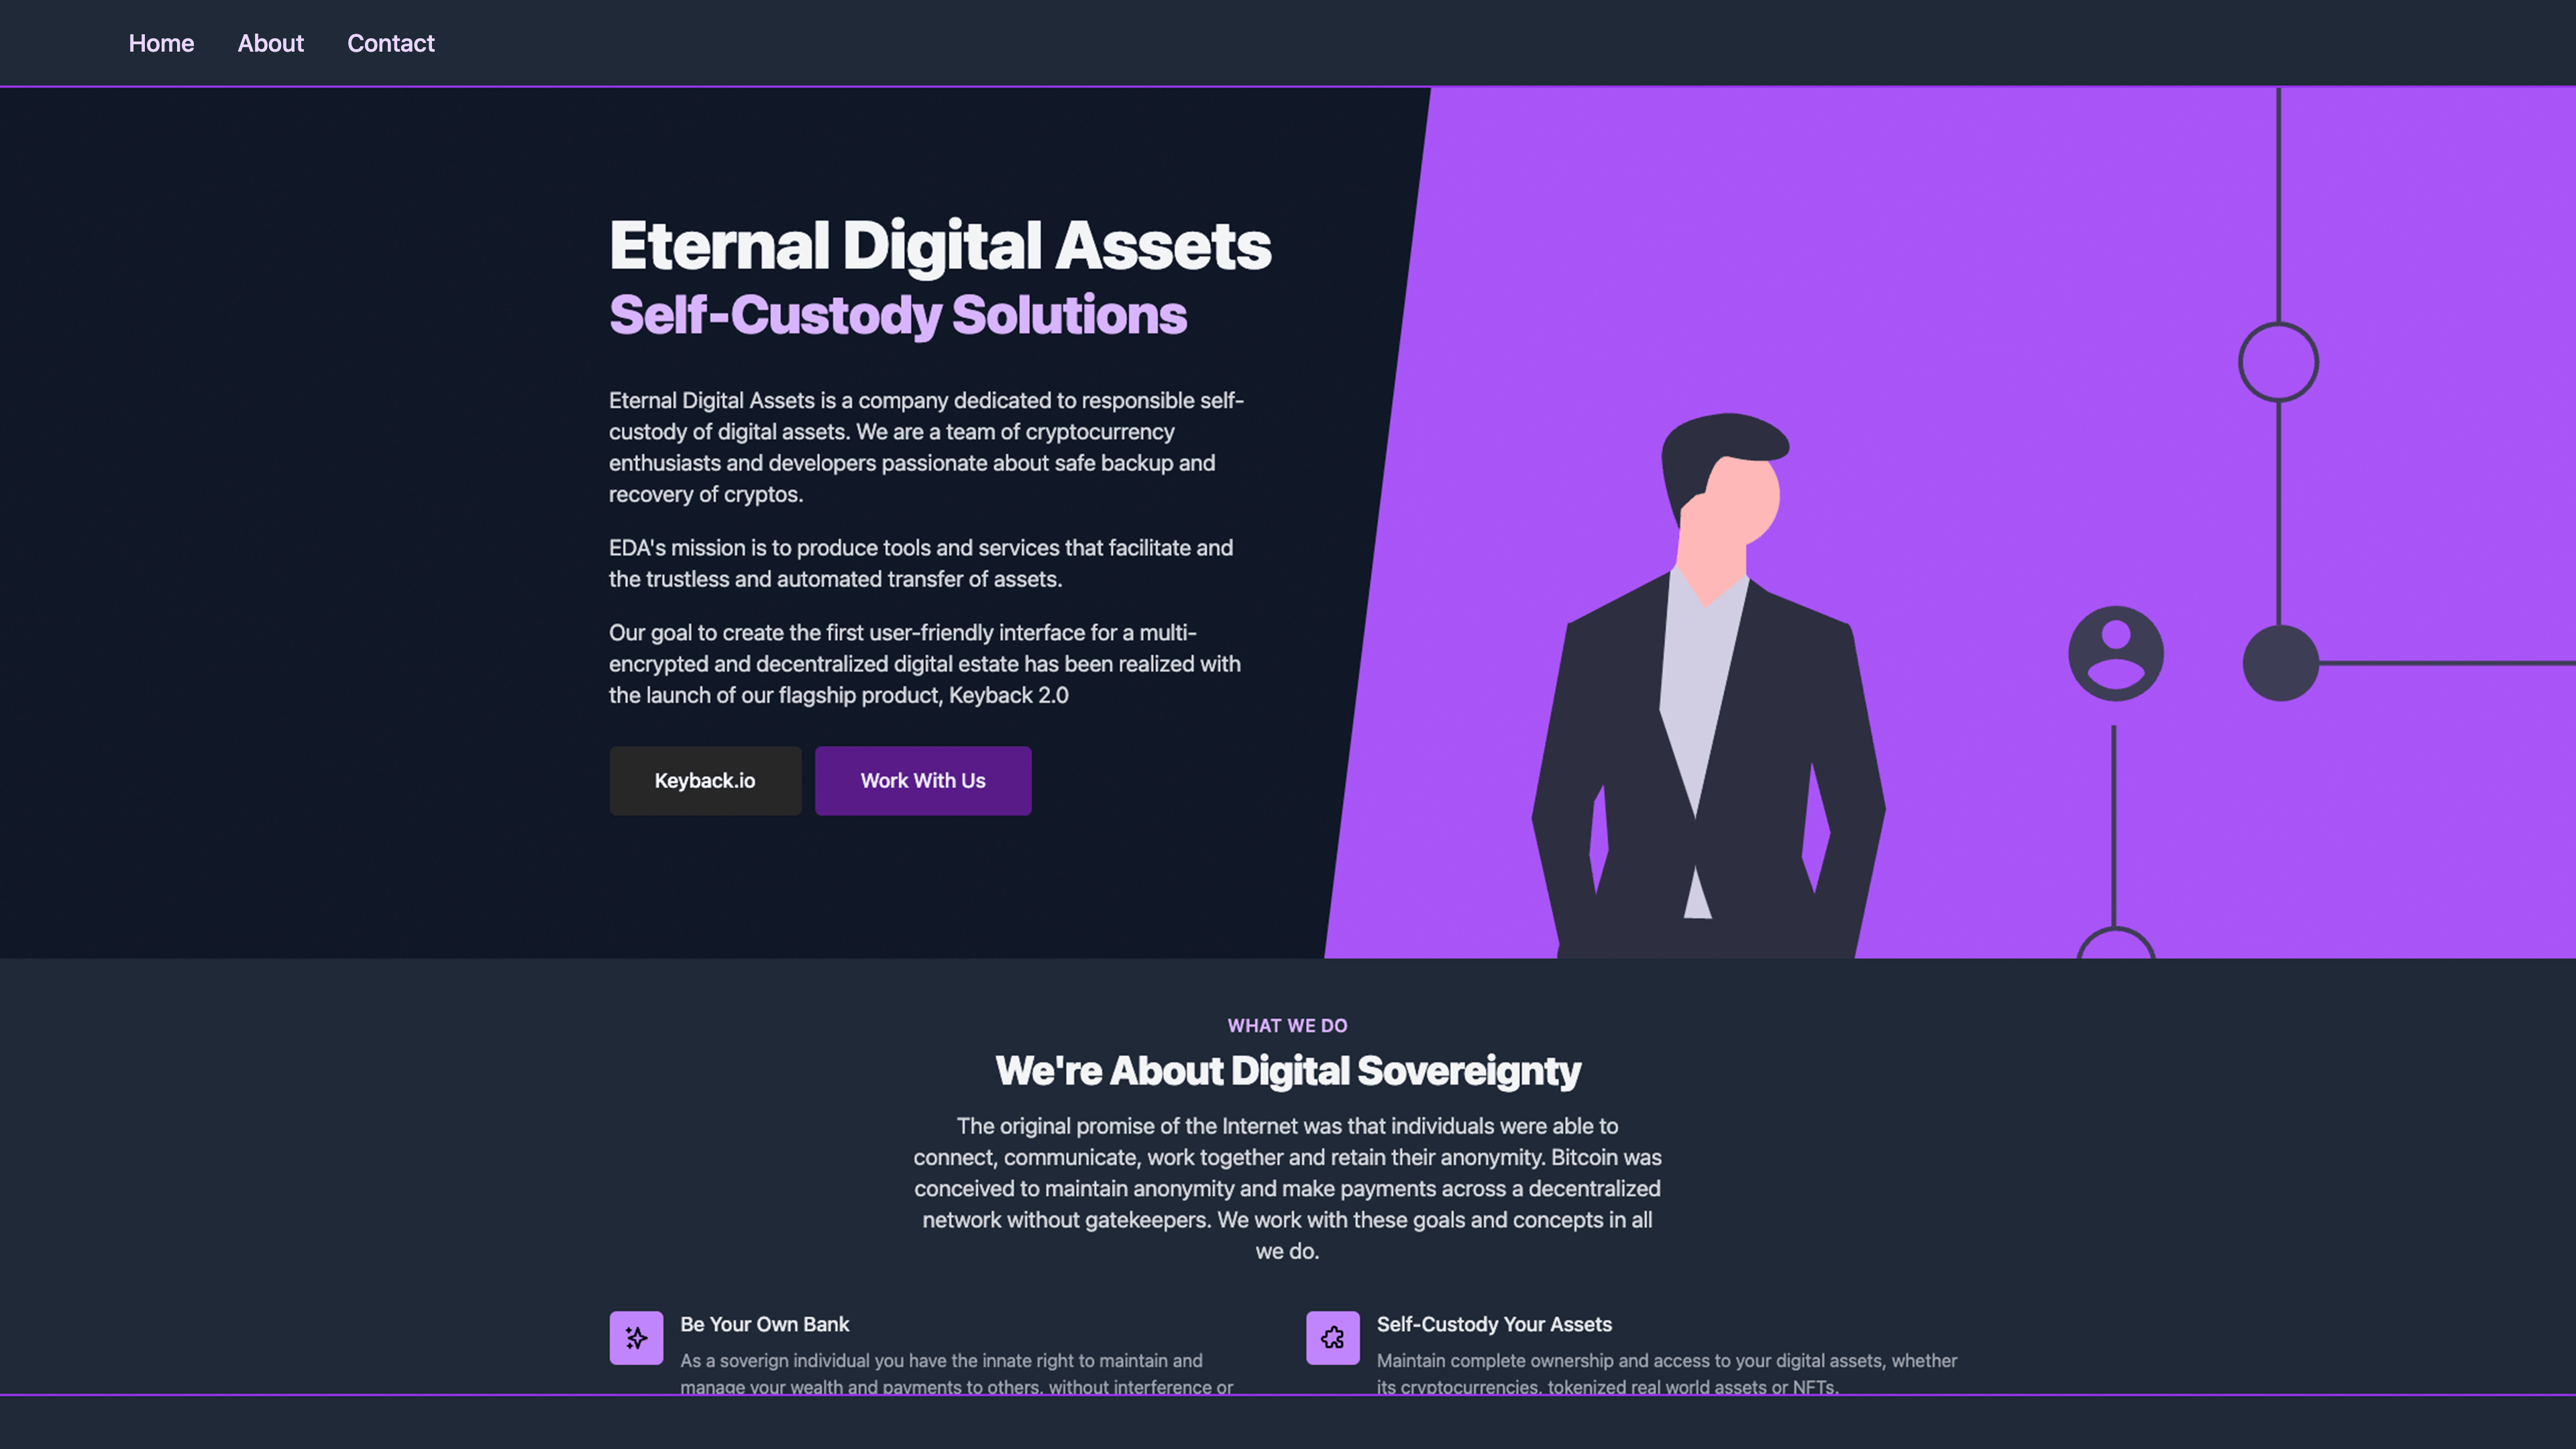 Home About Contact
Eternal Digital Assets
Self-Custody Solutions
Eternal Digital Assets is a company dedicated to responsible self-
custody of digital assets. We are a team of cryptocurrency
enthusiasts and developers passionate about safe backup and
recovery of cryptos.
EDA's mission is to produce tools and services that facilitate and
the trustless and automated transfer of assets.
Our goal to create the first user-friendly interface for a multi-
encrypted and decentralized digital estate has been realized with
the launch of our flagship product, Keyback 2.0
Keyback.io Work With Us
WHAT WE DO
We're About Digital Sovereignty
The original promise of the Internet was that individuals were able to
connect, communicate, work together and retain their anonymity. Bitcoin was
conceived to maintain anonymity and make payments across a decentralized
network without gatekeepers. We work with these goals and concepts in all
we do.
Be Your Own Bank
As a soverign individual you have the innate right to maintain and
manage your wealth and payments to others, without interference or
Self-Custody Your Assets
Maintain complete ownership and access to your digital assets, whether
its cryptocurrencies, tokenized real world assets or NFTs.